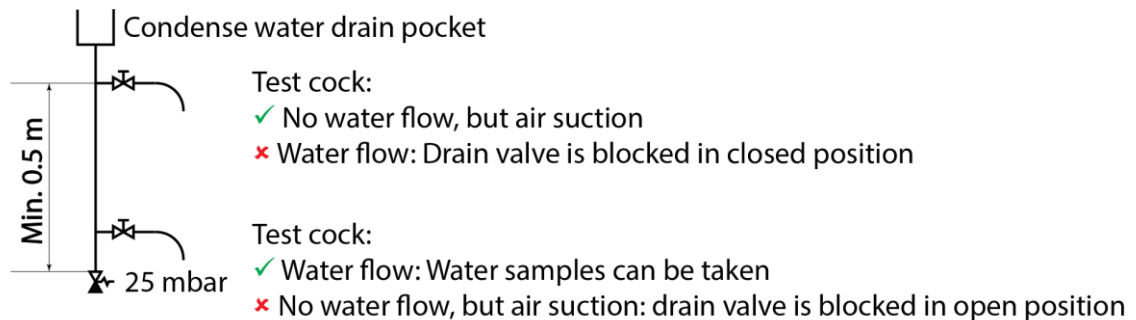 Condense water drain pocket
Test cock:
✓ No water flow, but air suction
✗ Water flow: Drain valve is blocked in closed position
Min. 0.5 m
Test cock:
✓ Water flow: Water samples can be taken
25 mbar
✗ No water flow, but air suction: drain valve is blocked in open position